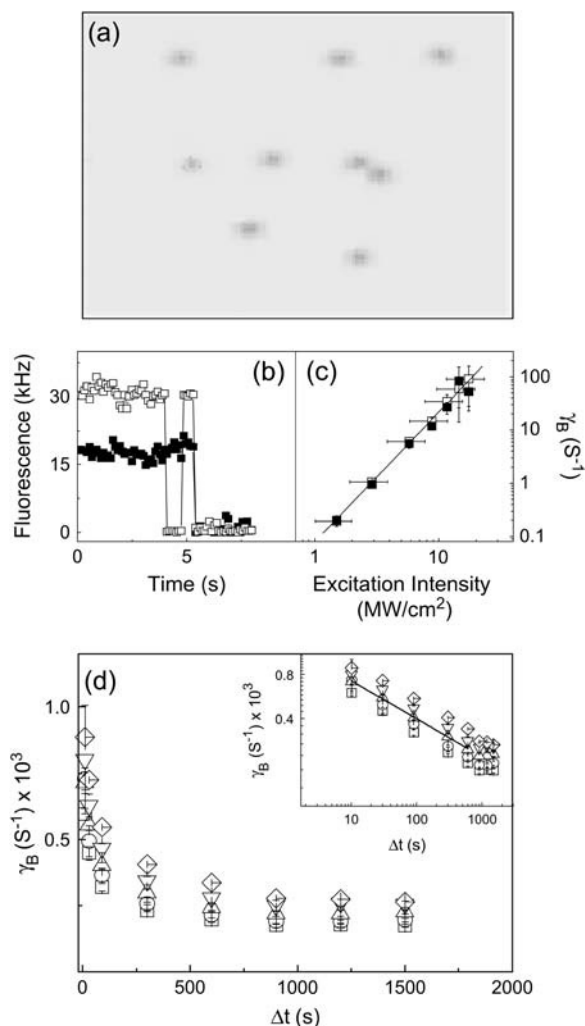 (a)
Fluorescence (kHz)
30
15
0
(b)
0
5
Time (s)
(c)
1
10
Excitation Intensity
(MW/cm²)
100
10
1
0.1
γB (S⁻¹)
(d)
γB (S⁻¹) x 10³
1.0
0.5
0
500
1000
1500
2000
Δt (s)
γB (S⁻¹) x 10³
0.8
0.4
10
100
1000
Δt (s)